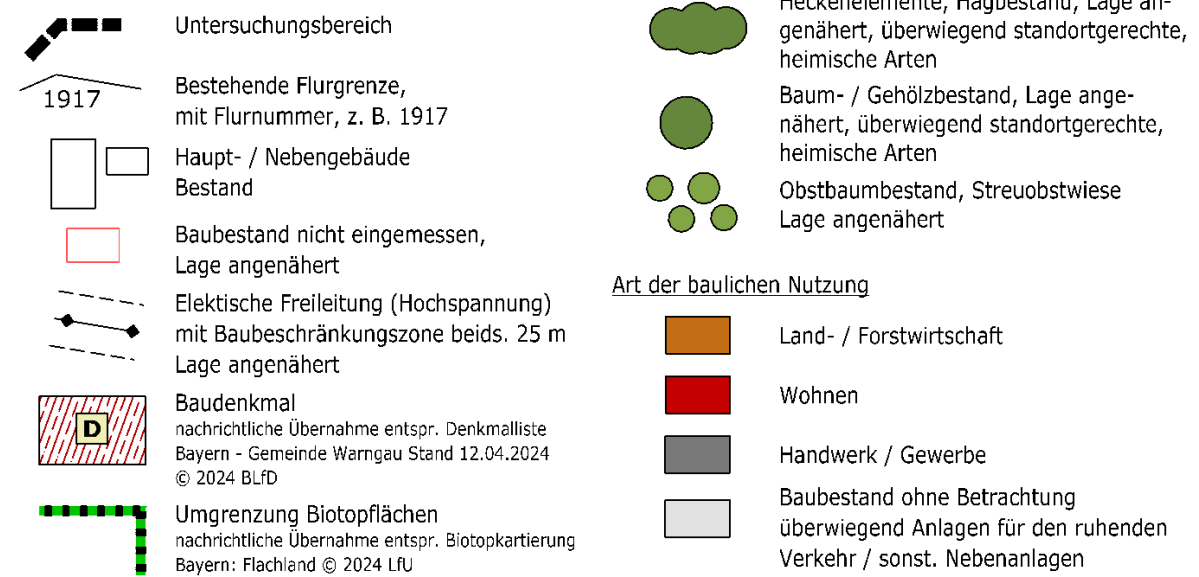 Untersuchungsbereich
1917
Bestehende Flurgrenze,
mit Flurnummer, z. B. 1917
Haupt- / Nebengebäude
Bestand
Baubestand nicht eingemessen,
Lage angenähert
Elektische Freileitung (Hochspannung)
mit Baubeschränkungszone beids. 25 m
Lage angenähert
D
Baudenkmal
nachrichtliche Übernahme entspr. Denkmalliste
Bayern - Gemeinde Warngau Stand 12.04.2024
© 2024 BLfD
Umgrenzung Biotopflächen
nachrichtliche Übernahme entspr. Biotopkartierung
Bayern: Flachland © 2024 LfU
Heckenelemente, Hagbestand, Lage an-
genähert, überwiegend standortgerechte,
heimische Arten
Baum- / Gehölzbestand, Lage ange-
nähert, überwiegend standortgerechte,
heimische Arten
Obstbaumbestand, Streuobstwiese
Lage angenähert
Art der baulichen Nutzung
Land- / Forstwirtschaft
Wohnen
Handwerk / Gewerbe
Baubestand ohne Betrachtung
überwiegend Anlagen für den ruhenden
Verkehr / sonst. Nebenanlagen